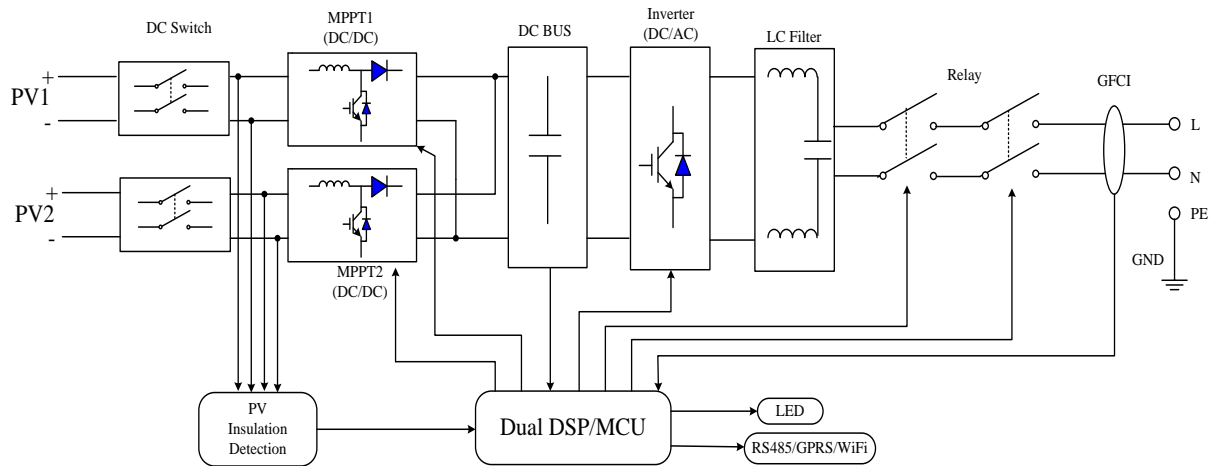 DC Switch
MPPT1
(DC/DC)
DC BUS
Inverter
(DC/AC)
LC Filter
Relay
GFCI
+
PV1
-
+
PV2
-
L
N
PE
GND
MPPT2
(DC/DC)
PV
Insulation
Detection
Dual DSP/MCU
LED
RS485/GPRS/WiFi